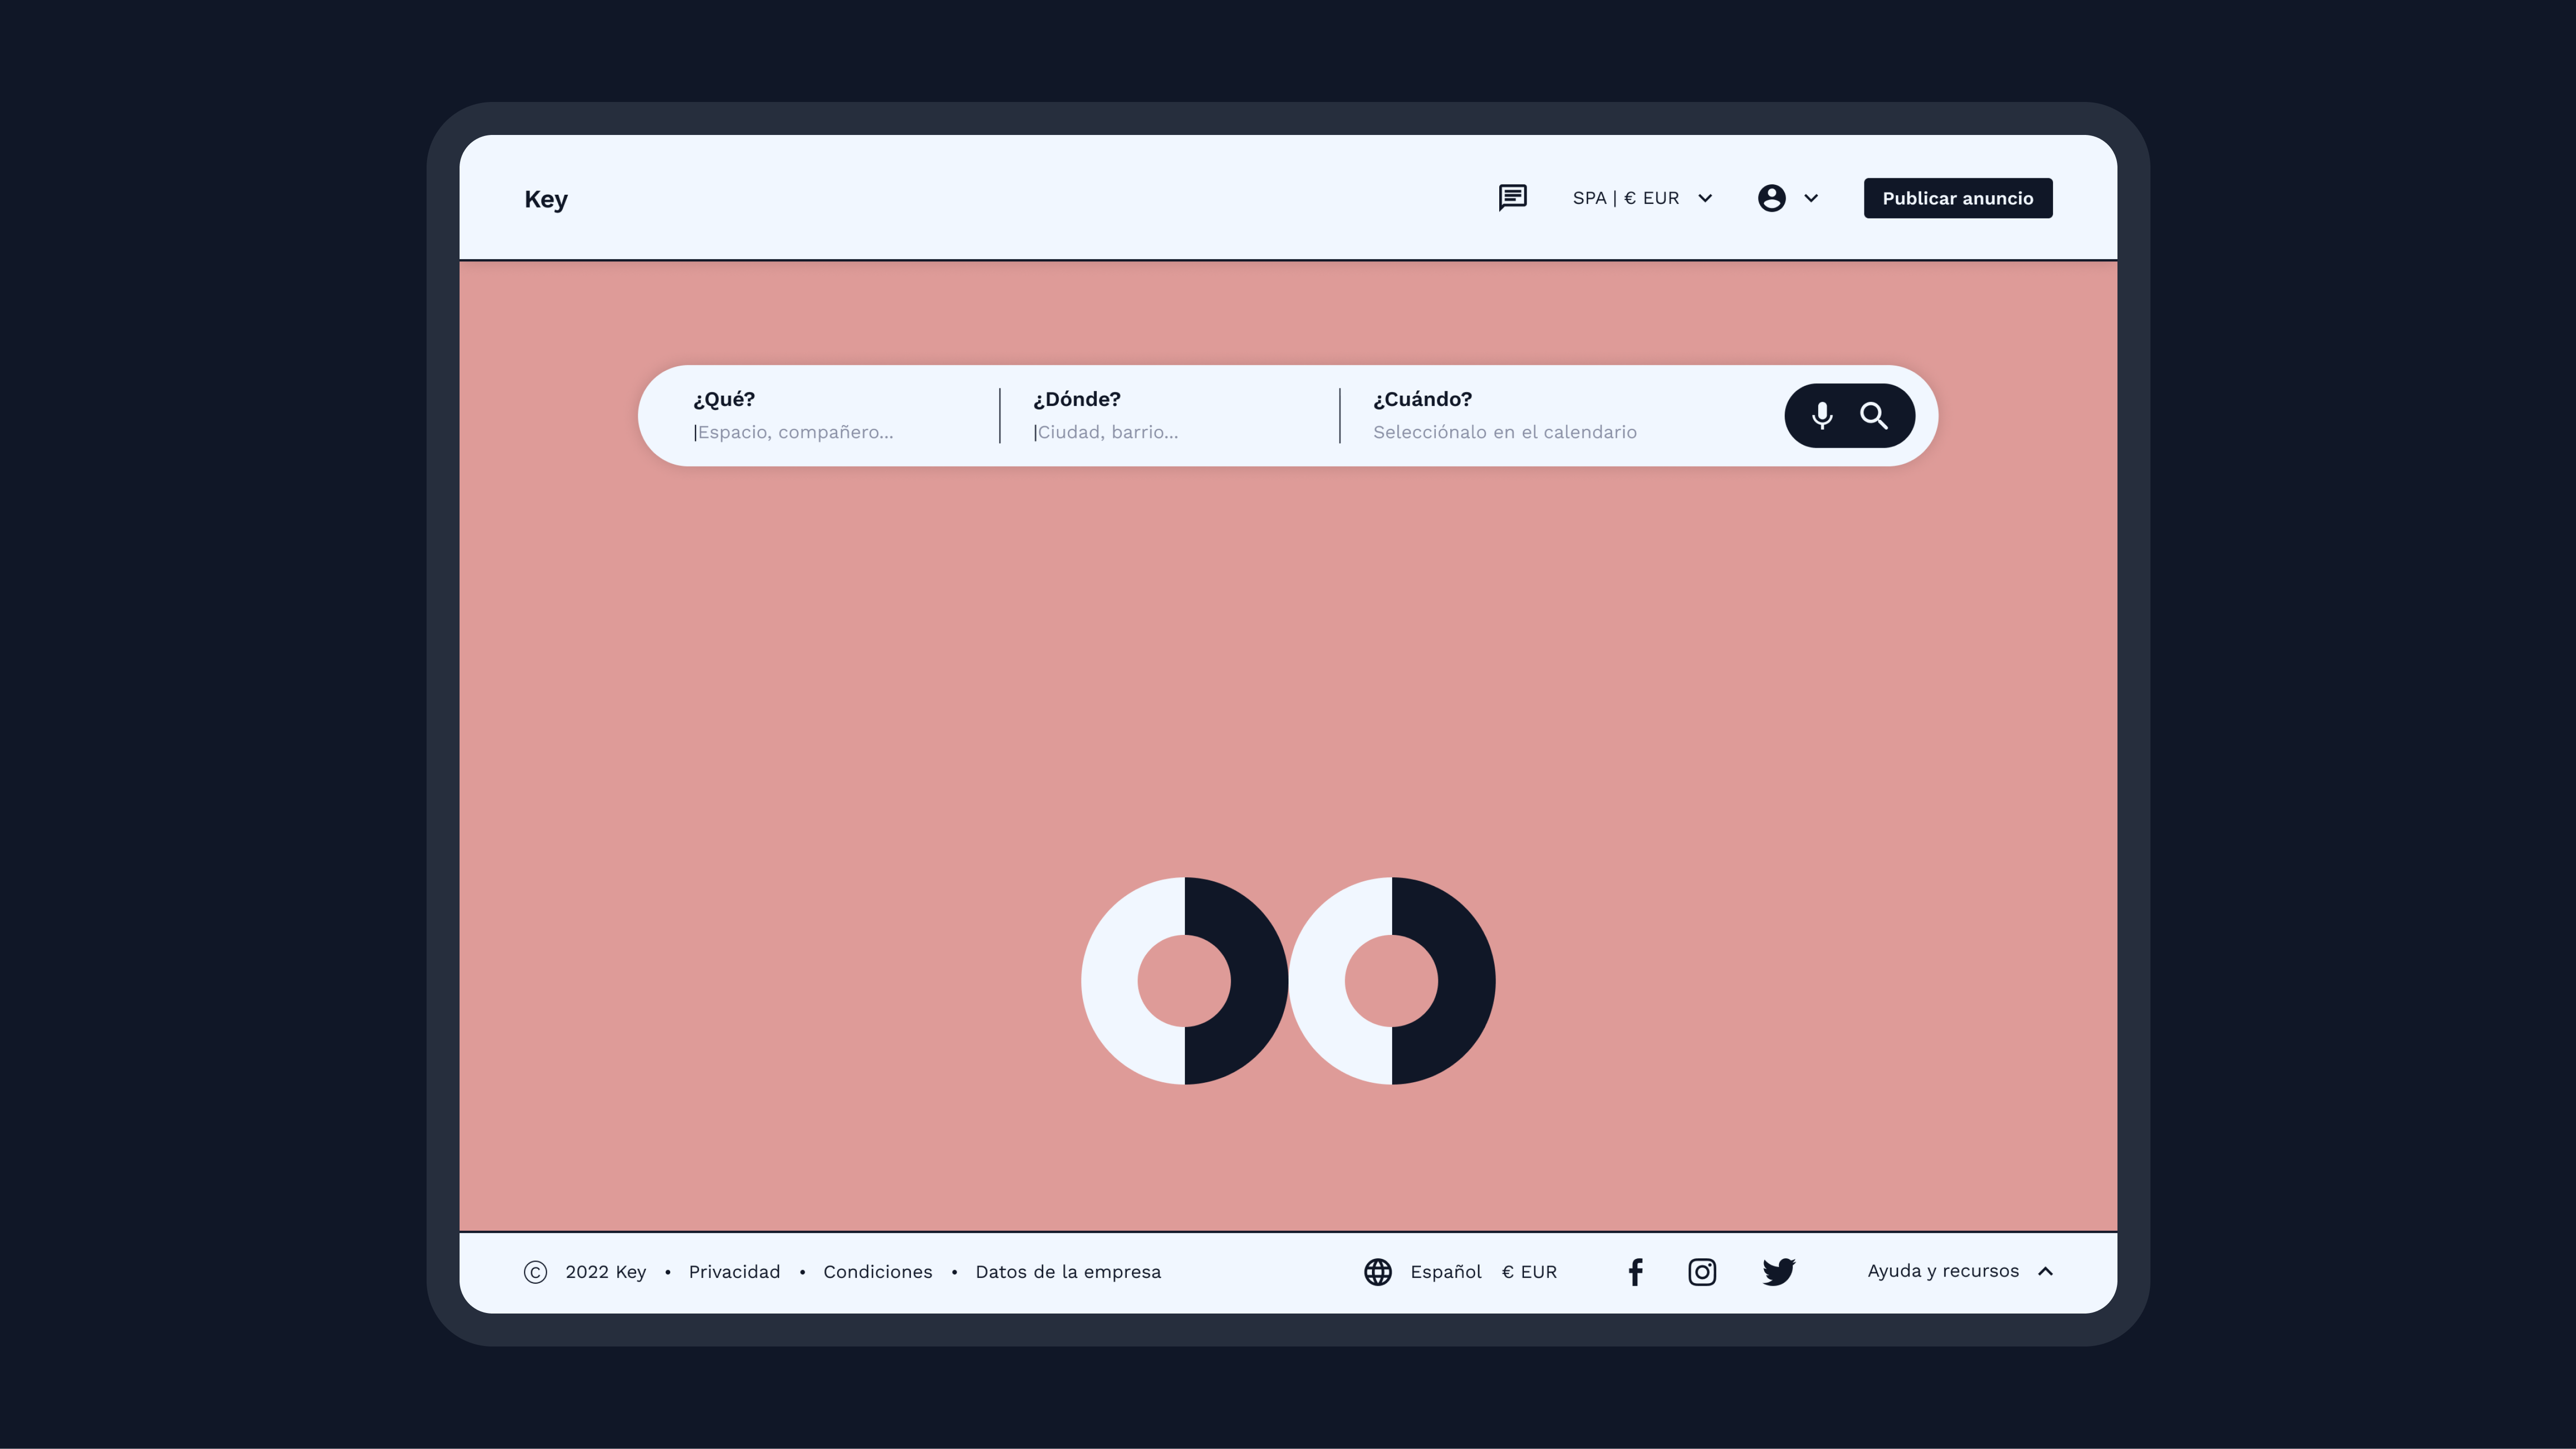 Key
SPA | € EUR
Publicar anuncio
¿Qué?
Espacio, compañero...
¿Dónde?
Ciudad, barrio...
¿Cuándo?
Selecciónalo en el calendario
© 2022 Key • Privacidad • Condiciones • Datos de la empresa
Español € EUR
Ayuda y recursos